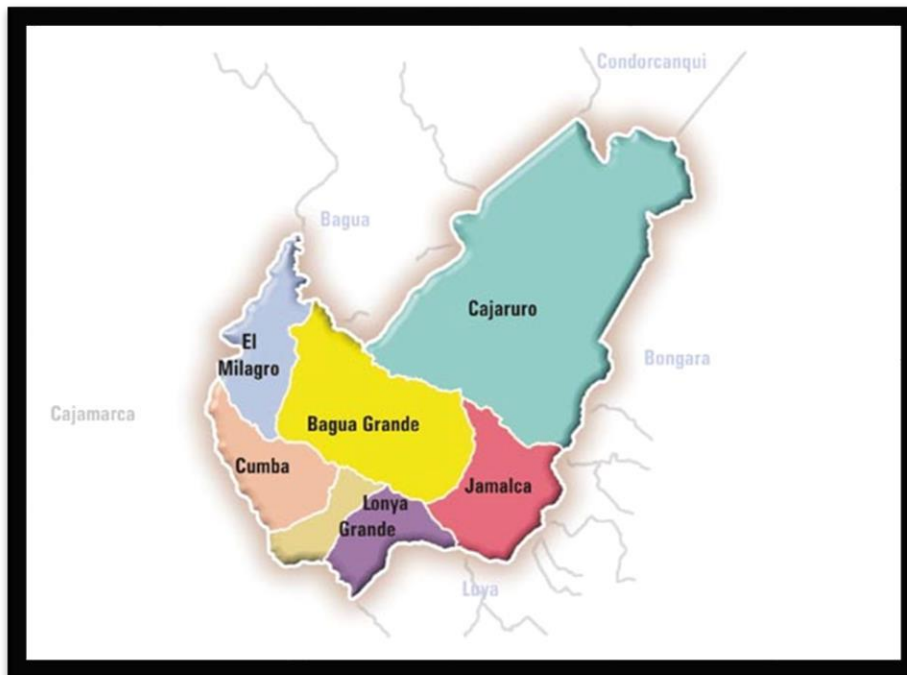 Condorcanqui
Bagua
Cajaruro
El
Milagro
Bongara
Cajamarca
Bagua Grande
Cumba
Jamalca
Lonya
Grande
Luya